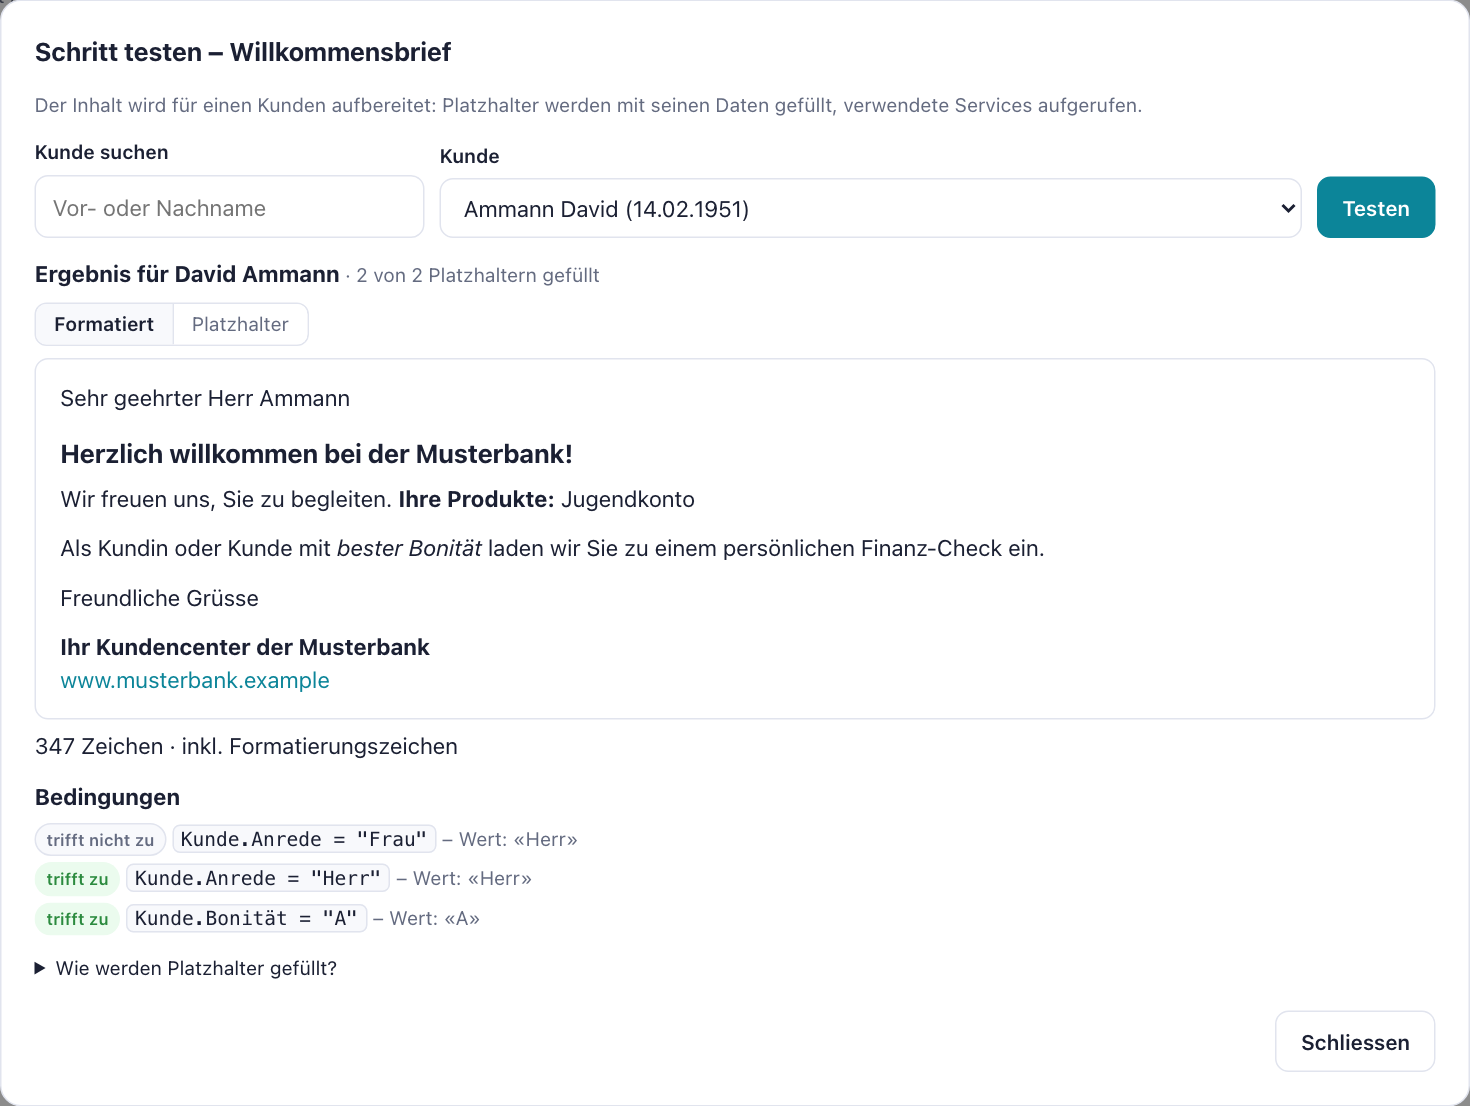 Schritt testen – Willkommensbrief
Der Inhalt wird für einen Kunden aufbereitet: Platzhalter werden mit seinen Daten gefüllt, verwendete Services aufgerufen.
Kunde suchen
Kunde
Vor- oder Nachname
Ammann David (14.02.1951)
Testen
Ergebnis für David Ammann · 2 von 2 Platzhaltern gefüllt
Formatiert Platzhalter
Sehr geehrter Herr Ammann
Herzlich willkommen bei der Musterbank!
Wir freuen uns, Sie zu begleiten. Ihre Produkte: Jugendkonto
Als Kundin oder Kunde mit bester Bonität laden wir Sie zu einem persönlichen Finanz-Check ein.
Freundliche Grüsse
Ihr Kundencenter der Musterbank
www.musterbank.example
347 Zeichen · inkl. Formatierungszeichen
Bedingungen
trifft nicht zu Kunde.Anrede = "Frau" – Wert: «Herr»
trifft zu Kunde.Anrede = "Herr" – Wert: «Herr»
trifft zu Kunde.Bonität = "A" – Wert: «A»
Wie werden Platzhalter gefüllt?
Schliessen